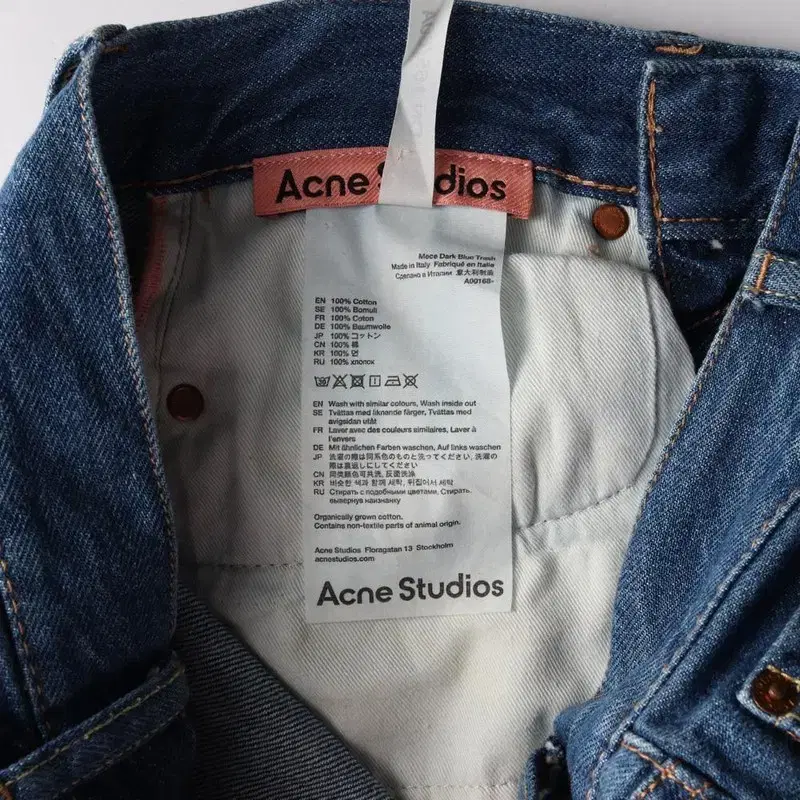 Acne Studios
Mece Dark Blue Trash
Made in Italy Fabriqué en Italie
Сделано в Италии 意大利制造
A00168-
EN 100% Cotton
SE 100% Bomull
FR 100% Coton
DE 100% Baumwolle
JP 100% コットン
CN 100% 棉
KR 100% 면
RU 100% хлопок
EN Wash with similar colours, Wash inside out
SE Tvättas med liknande färger, Tvättas med
avigsidan utåt
FR Laver avec des couleurs similaires, Laver à
l'envers
DE Mit ähnlichen Farben waschen, Auf links waschen
JP 洗濯の際は同系色のものと洗ってください, 洗濯の
際は裏返しにしてください
CN 同类颜色可共洗, 反面洗涤
KR 비슷한 색과 함께 세탁, 뒤집어서 세탁
RU Стирать с подобными цветами, Стирать,
вывернув наизнанку
Organically grown cotton.
Contains non-textile parts of animal origin.
Acne Studios Floragatan 13 Stockholm
acnestudios.com
Acne Studios